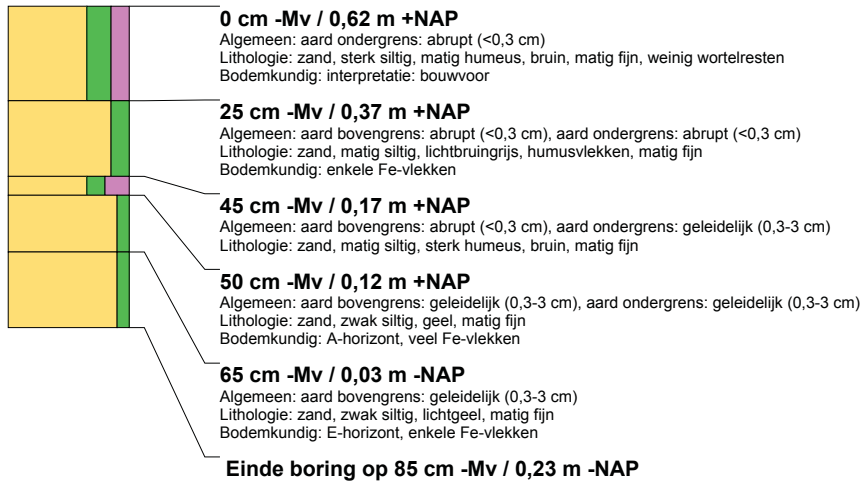 0 cm -Mv / 0,62 m +NAP
Algemeen: aard ondergrens: abrupt (<0,3 cm)
Lithologie: zand, sterk siltig, matig humeus, bruin, matig fijn, weinig wortelresten
Bodemkundig: interpretatie: bouwvoor
25 cm -Mv / 0,37 m +NAP
Algemeen: aard bovengrens: abrupt (<0,3 cm), aard ondergrens: abrupt (<0,3 cm)
Lithologie: zand, matig siltig, lichtbruingrijs, humusvlekken, matig fijn
Bodemkundig: enkele Fe-vlekken
45 cm -Mv / 0,17 m +NAP
Algemeen: aard bovengrens: abrupt (<0,3 cm), aard ondergrens: geleidelijk (0,3-3 cm)
Lithologie: zand, matig siltig, sterk humeus, bruin, matig fijn
50 cm -Mv / 0,12 m +NAP
Algemeen: aard bovengrens: geleidelijk (0,3-3 cm), aard ondergrens: geleidelijk (0,3-3 cm)
Lithologie: zand, zwak siltig, geel, matig fijn
Bodemkundig: A-horizont, veel Fe-vlekken
65 cm -Mv / 0,03 m -NAP
Algemeen: aard bovengrens: geleidelijk (0,3-3 cm)
Lithologie: zand, zwak siltig, lichtgeel, matig fijn
Bodemkundig: E-horizont, enkele Fe-vlekken
Einde boring op 85 cm -Mv / 0,23 m -NAP